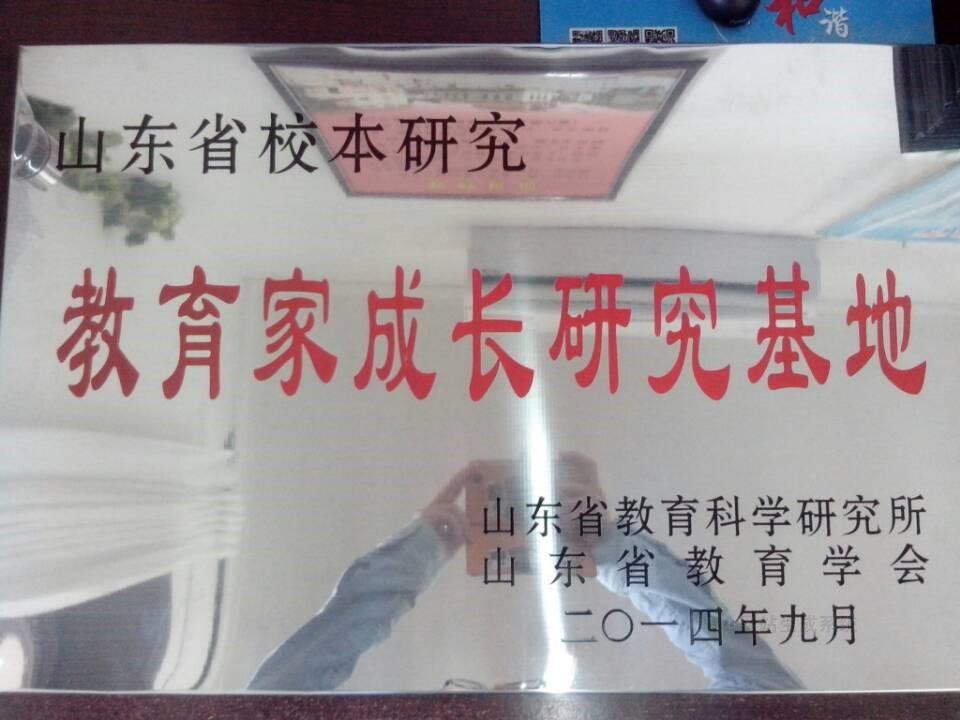 和谐
山东省校本研究
教育家成长研究基地
山东省教育科学研究所
山东省教育学会
二〇一四年九月